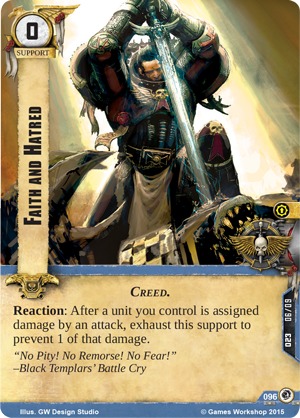 0
SUPPORT
FAITH AND HATRED
CREED.
Reaction: After a unit you control is assigned
damage by an attack, exhaust this support to
prevent 1 of that damage.
“No Pity! No Remorse! No Fear!”
–Black Templars’ Battle Cry
023 06/09
096
Illus. GW Design Studio
© Games Workshop 2015